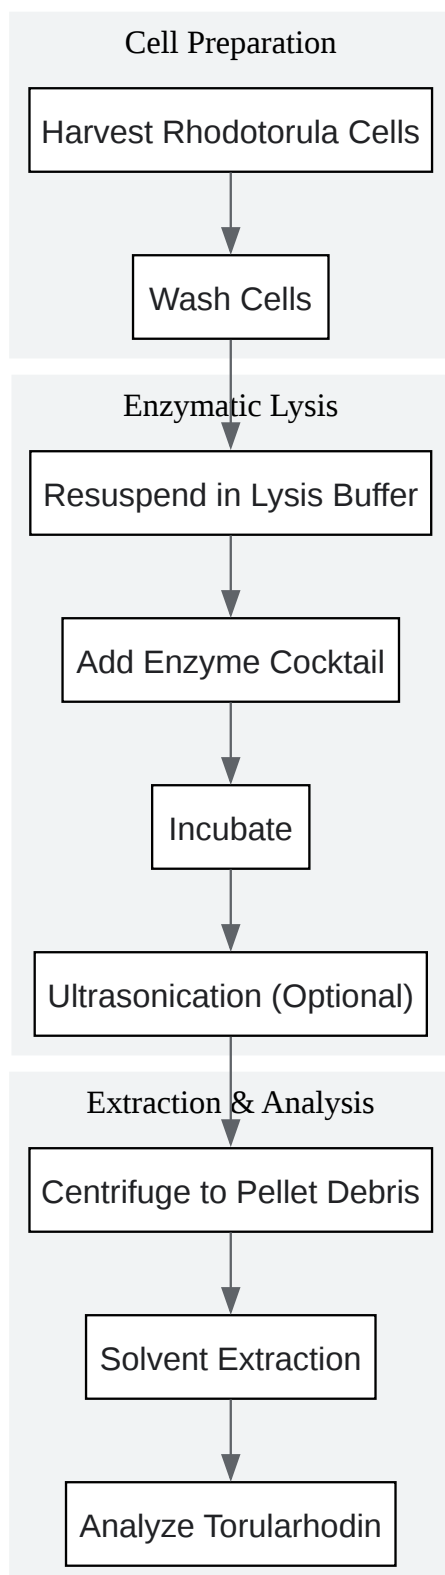 Cell Preparation
Harvest Rhodotorula Cells
Wash Cells
Enzymatic Lysis
Resuspend in Lysis Buffer
Add Enzyme Cocktail
Incubate
Ultrasonication (Optional)
Extraction & Analysis
Centrifuge to Pellet Debris
Solvent Extraction
Analyze Torularhodin